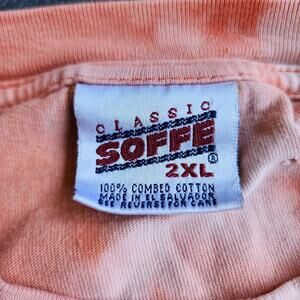 CLASSIC
SOFFE
®
2XL
100% COMBED COTTON
MADE IN EL SALVADOR
SEE REVERSE FOR CARE